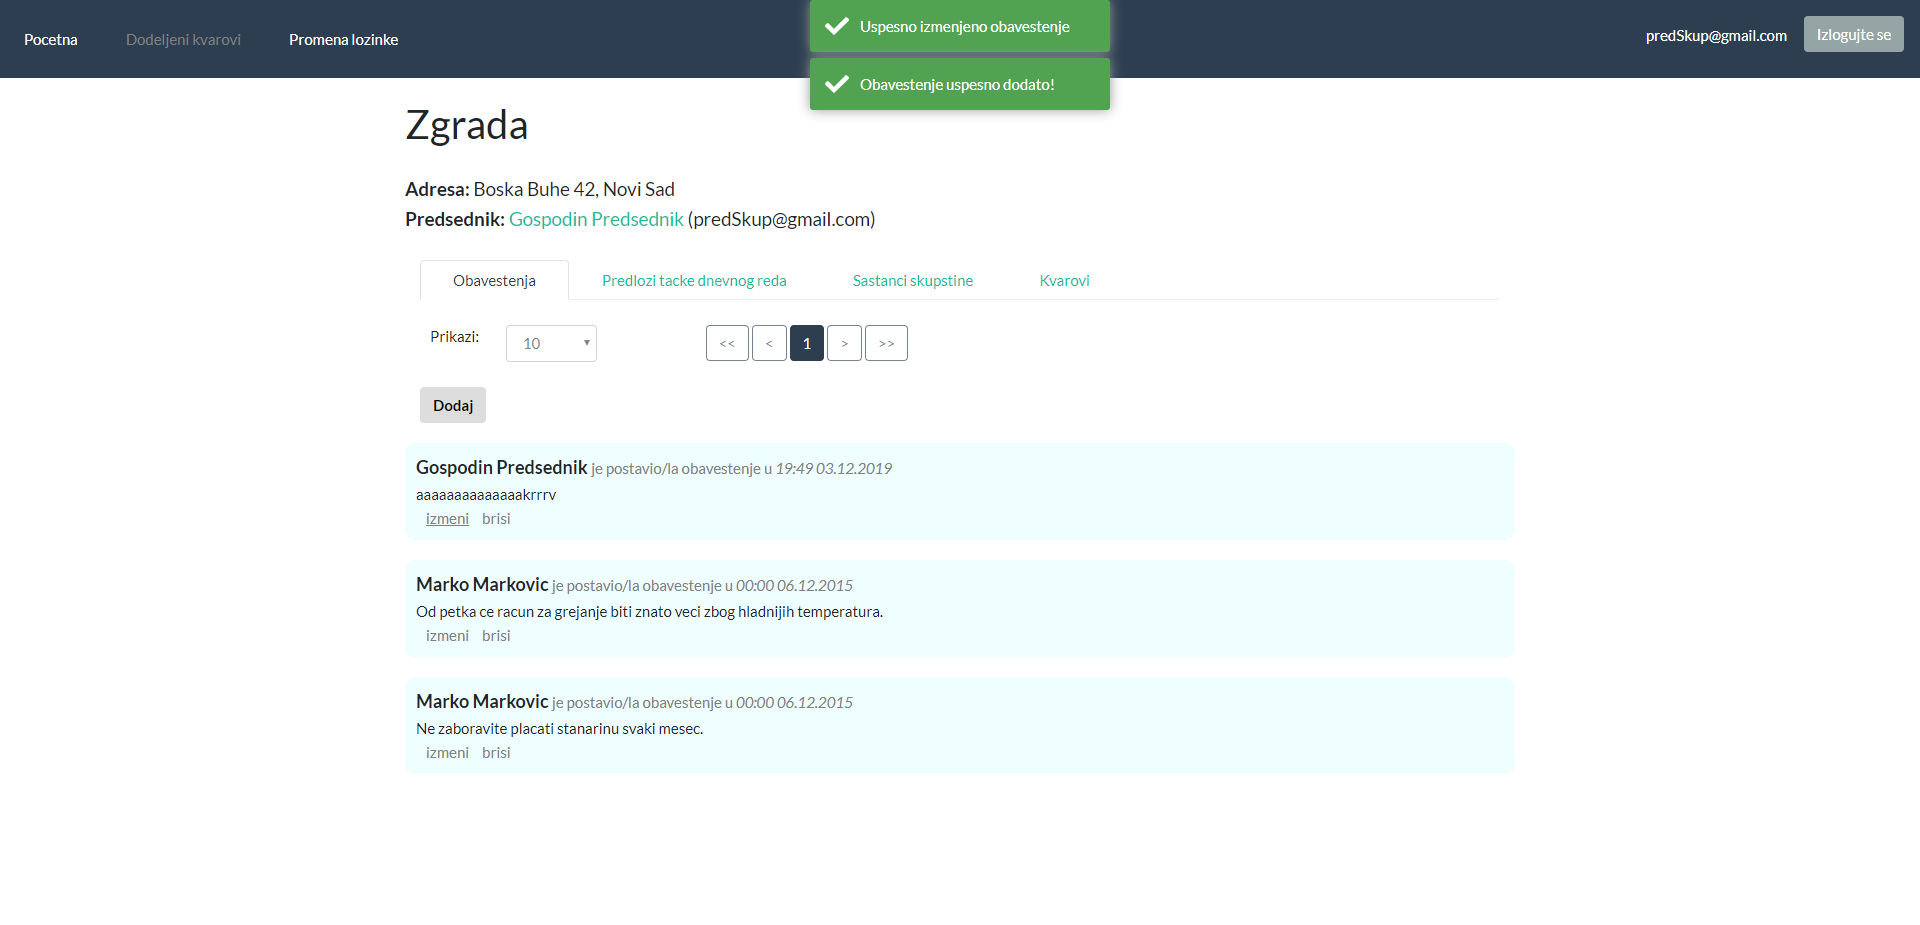 Pocetna Dodeljeni kvarovi Promena lozinke predSkup@gmail.com Izlogujte se
Uspesno izmenjeno obavestenje
Obavestenje uspesno dodato!
Zgrada
Adresa: Boska Buhe 42, Novi Sad
Predsednik: Gospodin Predsednik (predSkup@gmail.com)
Obavestenja Predlozi tacke dnevnog reda Sastanci skupstine Kvarovi
Prikazi: 10 << < 1 > >>
Dodaj
Gospodin Predsednik je postavio/la obavestenje u 19:49 03.12.2019
aaaaaaaaaaaaaakrrrv
izmeni brisi
Marko Markovic je postavio/la obavestenje u 00:00 06.12.2015
Od petka ce racun za grejanje biti znato veci zbog hladnijih temperatura.
izmeni brisi
Marko Markovic je postavio/la obavestenje u 00:00 06.12.2015
Ne zaboravite placati stanarinu svaki mesec.
izmeni brisi